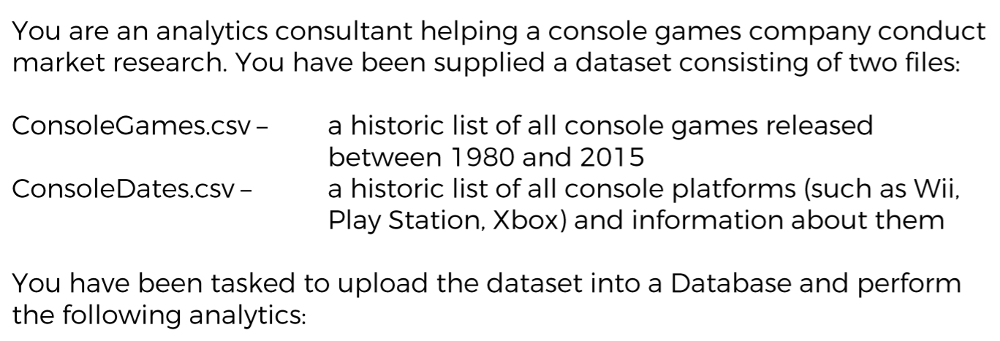 You are an analytics consultant helping a console games company conduct
market research. You have been supplied a dataset consisting of two files:
ConsoleGames.csv – a historic list of all console games released
between 1980 and 2015
ConsoleDates.csv – a historic list of all console platforms (such as Wii,
Play Station, Xbox) and information about them
You have been tasked to upload the dataset into a Database and perform
the following analytics: